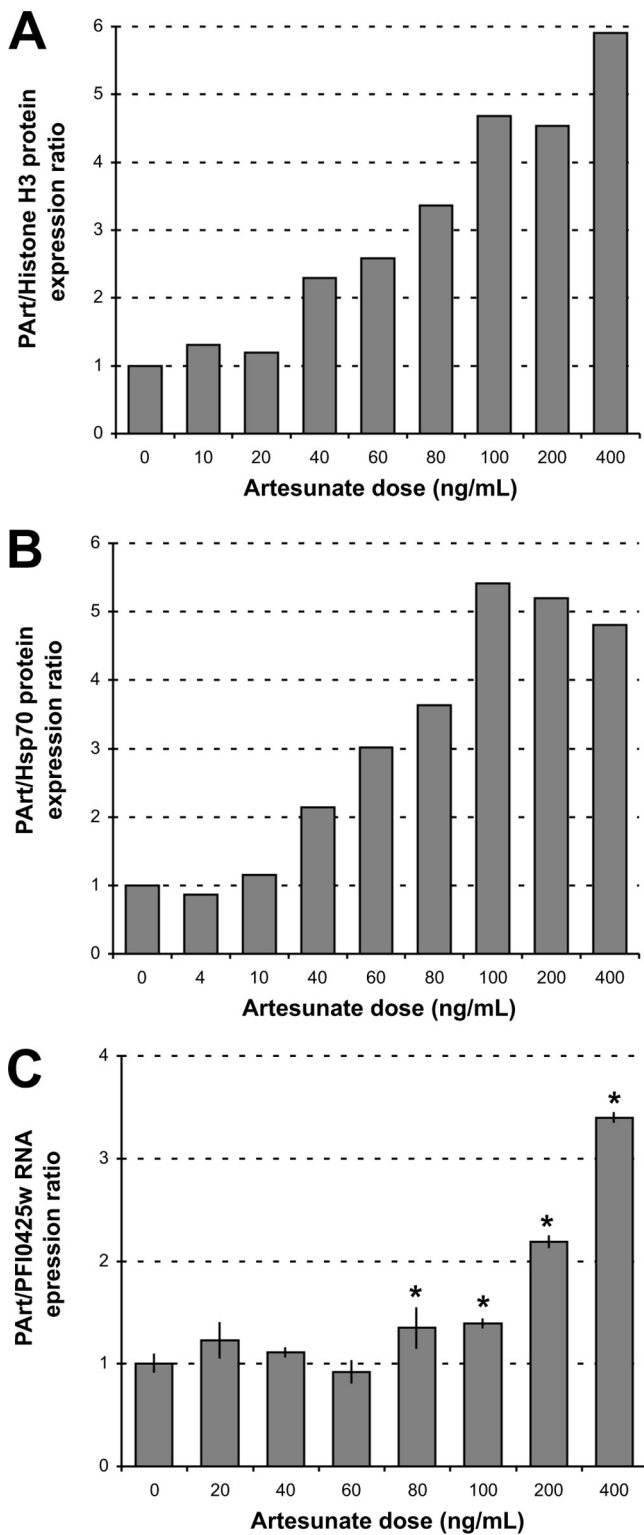 A
PArt/Histone H3 protein
expression ratio
6
5
4
3
2
1
0
0 10 20 40 60 80 100 200 400
Artesunate dose (ng/mL)
B
PArt/Hsp70 protein
expression ratio
6
5
4
3
2
1
0
0 4 10 40 60 80 100 200 400
Artesunate dose (ng/mL)
C
PArt/PFI0425w RNA
epression ratio
4
3
2
1
0
* * * *
0 20 40 60 80 100 200 400
Artesunate dose (ng/mL)